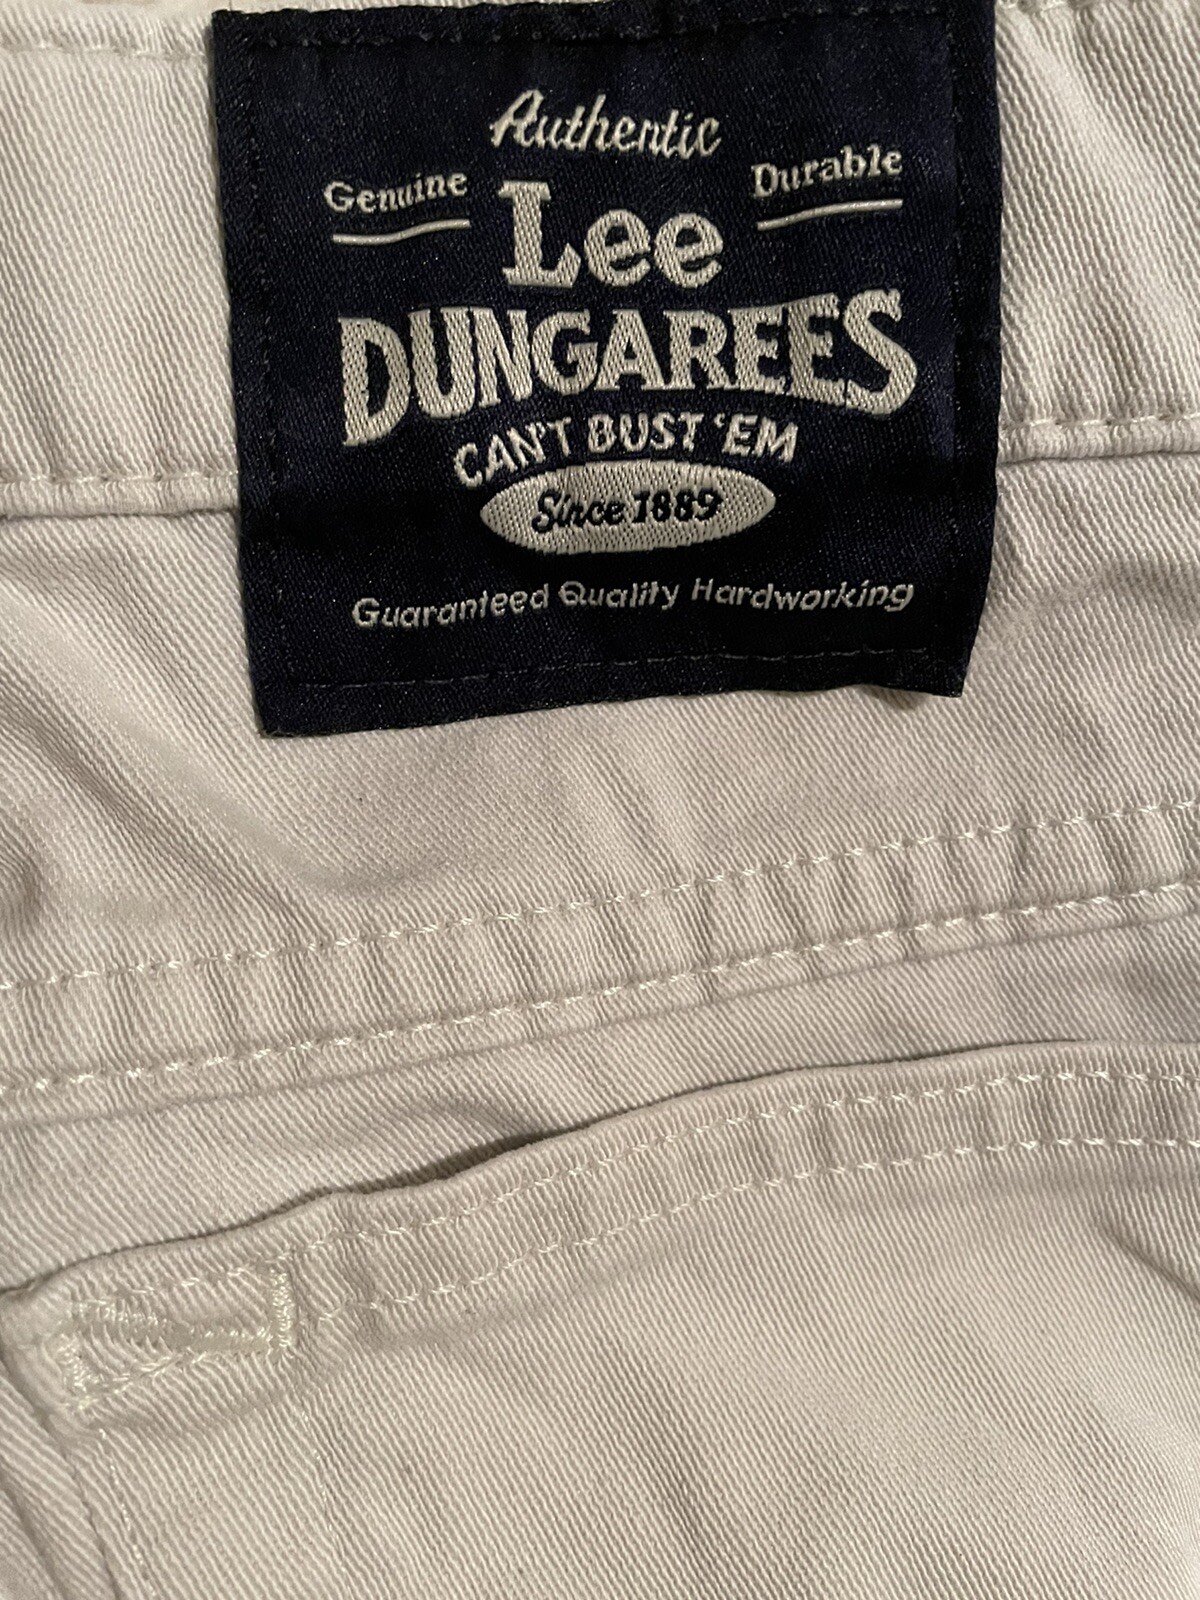 Authentic
Genuine Durable
Lee
DUNGAREES
CAN'T BUST 'EM
Since 1889
Guaranteed Quality Hardworking